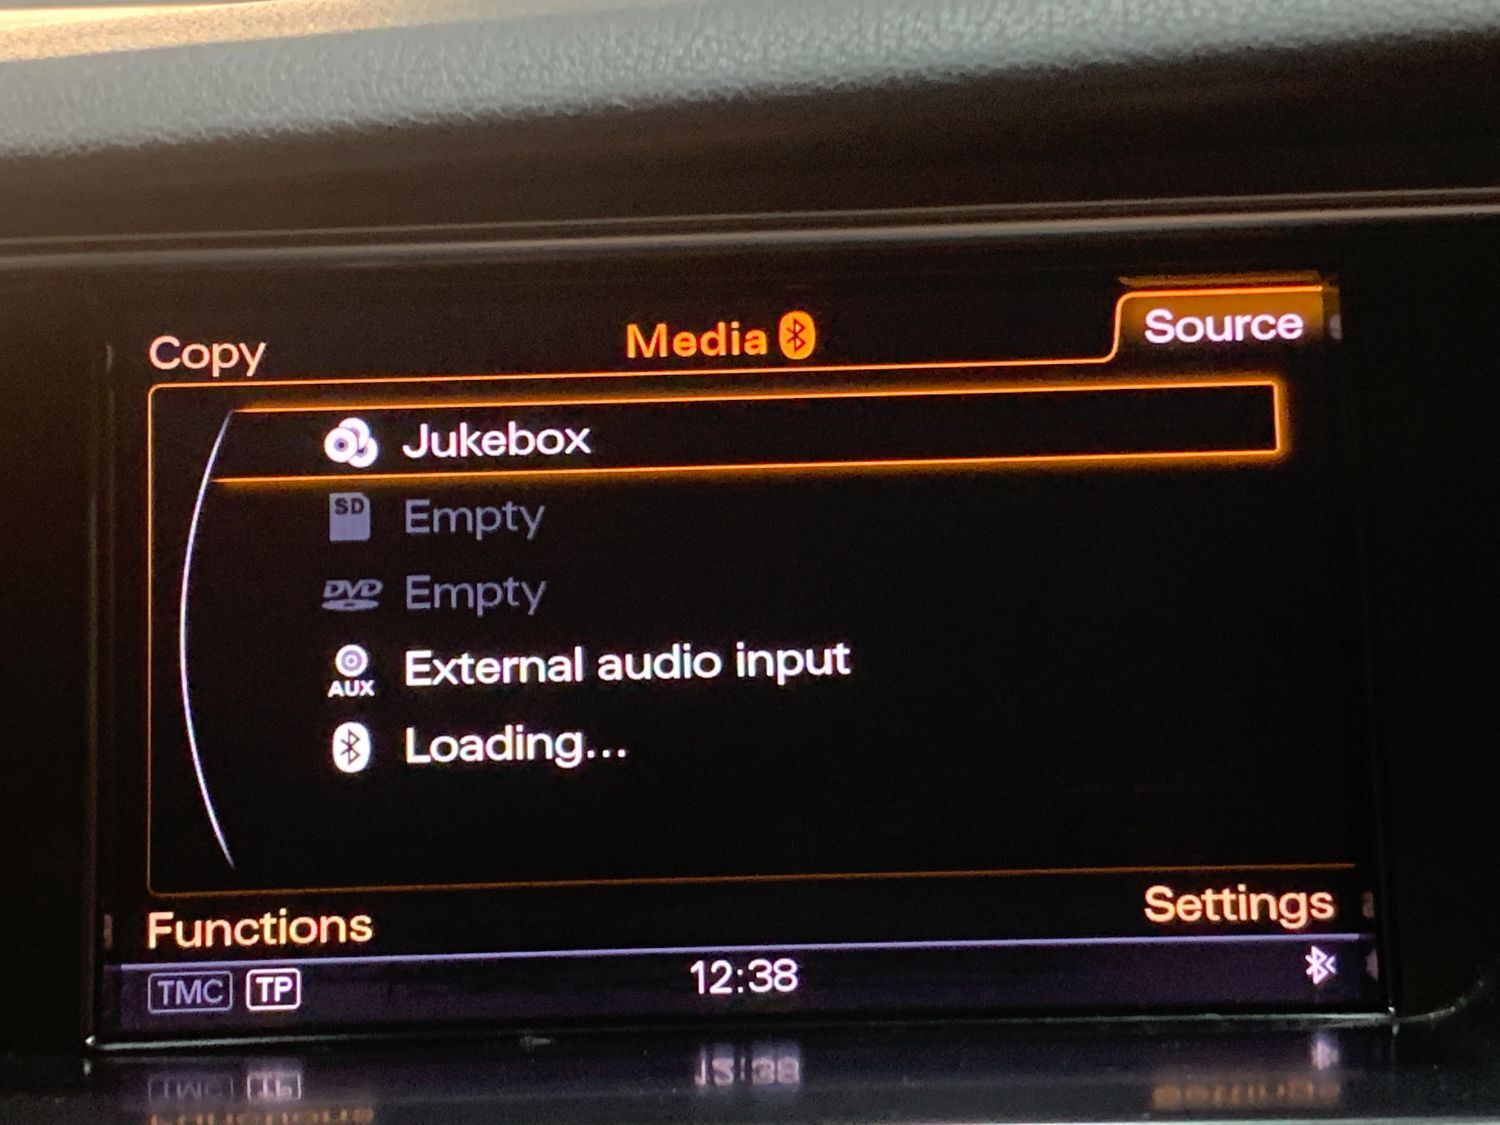 Copy
Media
Source
Jukebox
SD Empty
DVD Empty
AUX External audio input
Loading...
Functions
Settings
TMC TP 12:38